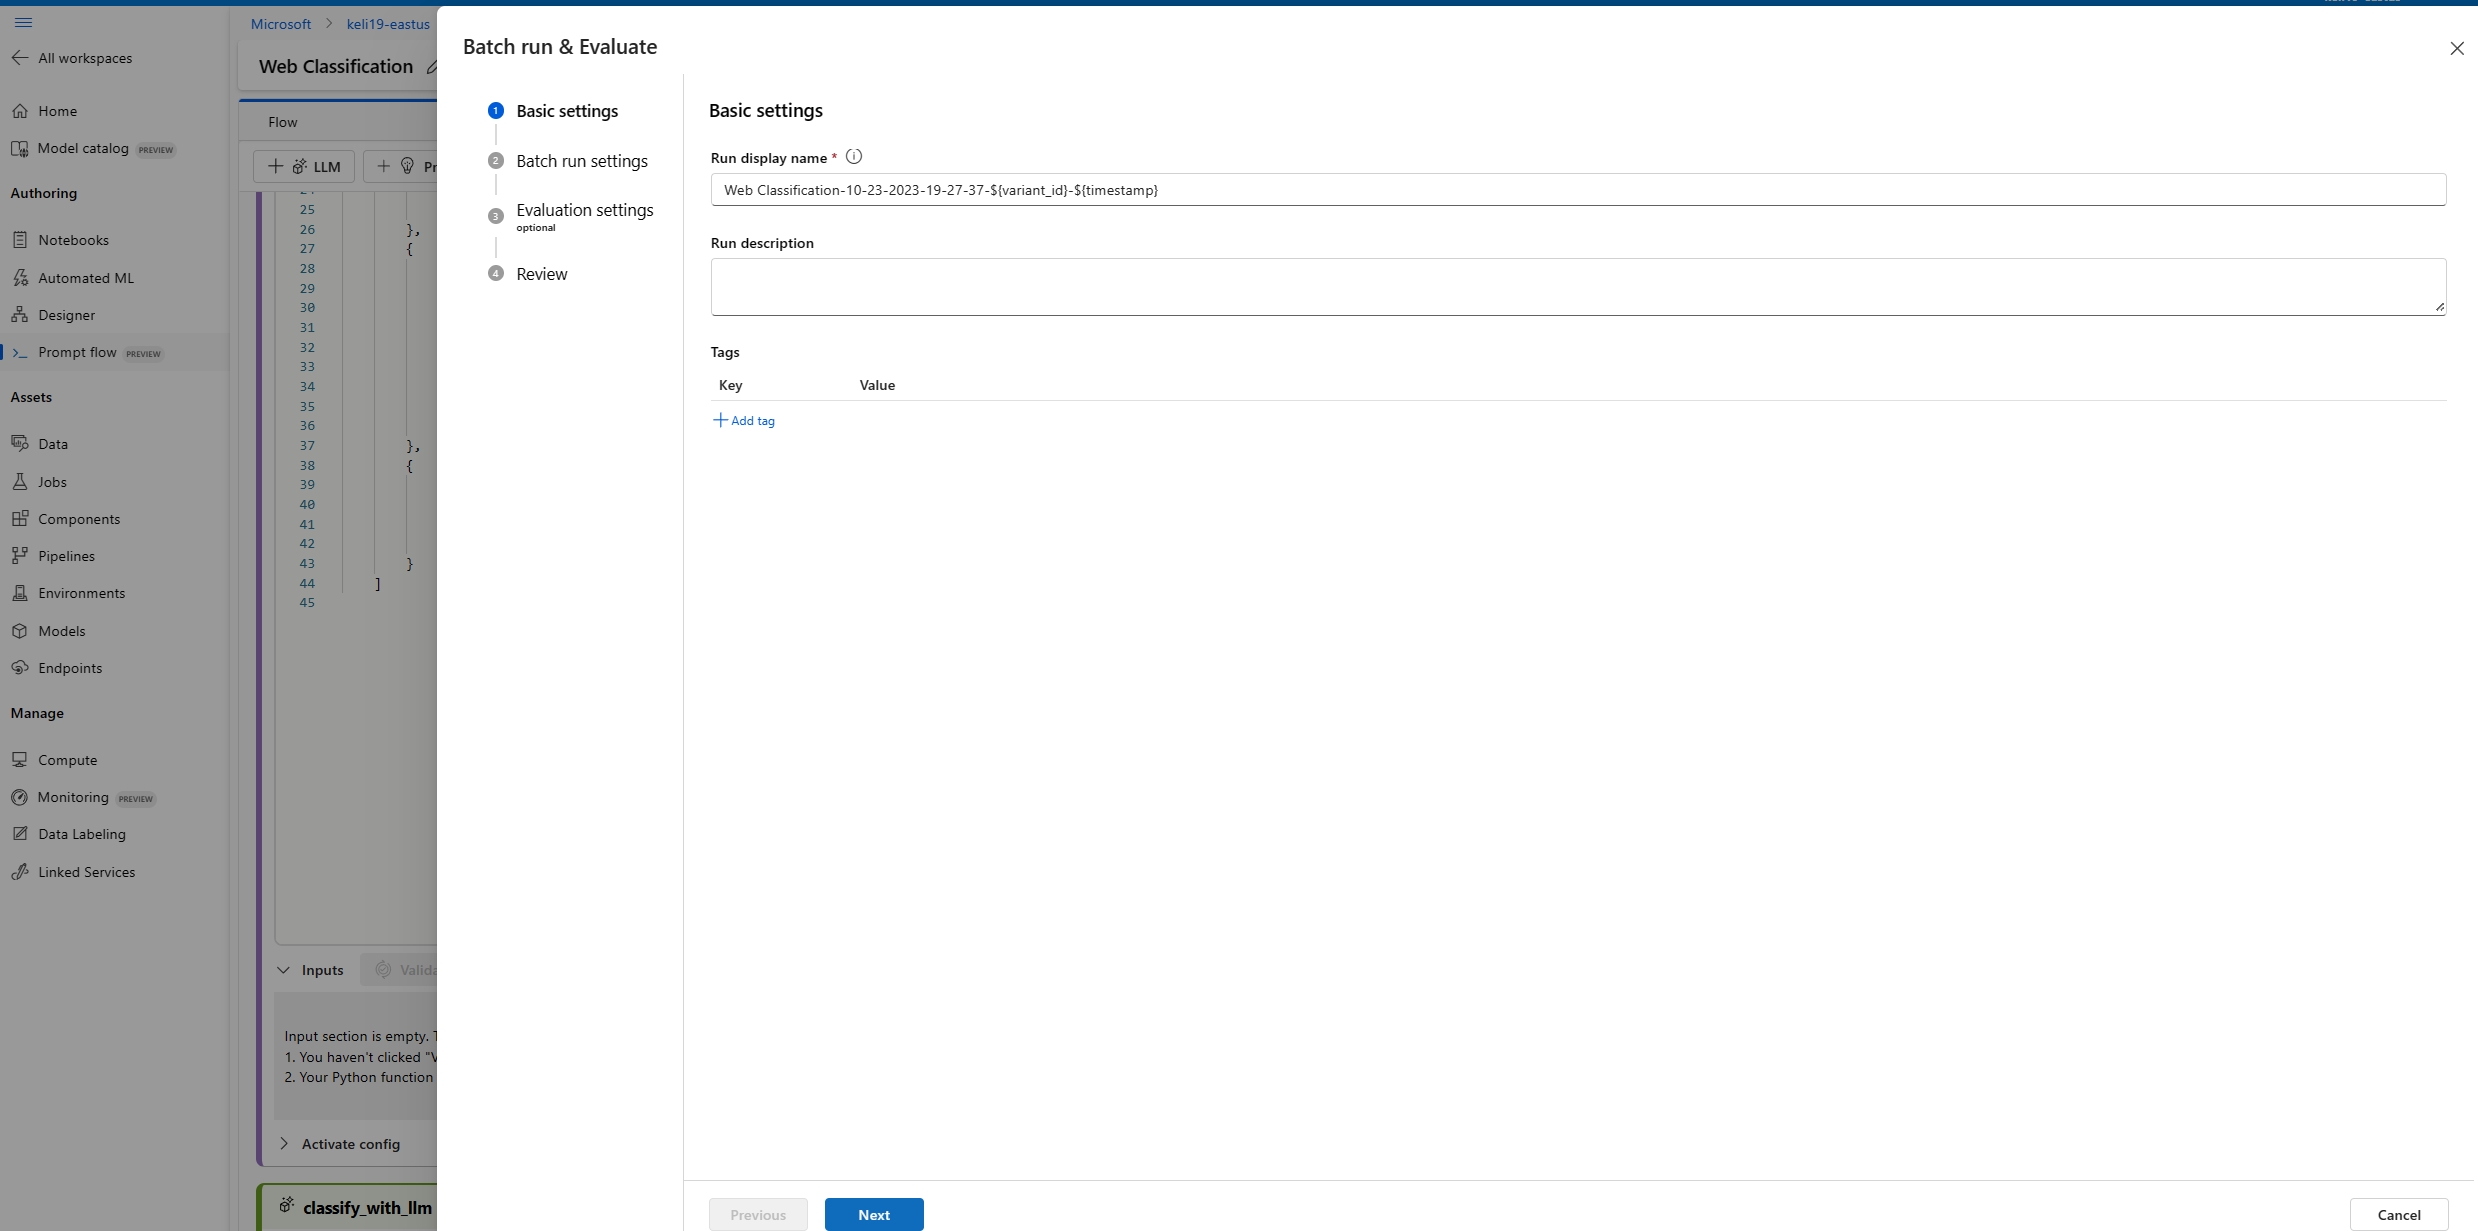 All workspaces
Home
Model catalog PREVIEW
Authoring
Notebooks
Automated ML
Designer
Prompt flow PREVIEW
Assets
Data
Jobs
Components
Pipelines
Environments
Models
Endpoints
Manage
Compute
Monitoring PREVIEW
Data Labeling
Linked Services
Microsoft > keli19-eastus
Web Classification
Flow
+ LLM +
25
26 },
27 {
28
29
30
31
32
33
34
35
36
37 },
38 {
39
40
41
42
43 }
44 ]
45
Inputs
Input section is empty.
1. You haven't clicked
2. Your Python function
Activate config
classify_with_llm
Batch run & Evaluate
1 Basic settings
2 Batch run settings
3 Evaluation settings
optional
4 Review
Basic settings
Run display name *
Web Classification-10-23-2023-19-27-37-${variant_id}-${timestamp}
Run description
Tags
Key Value
+ Add tag
Previous Next Cancel